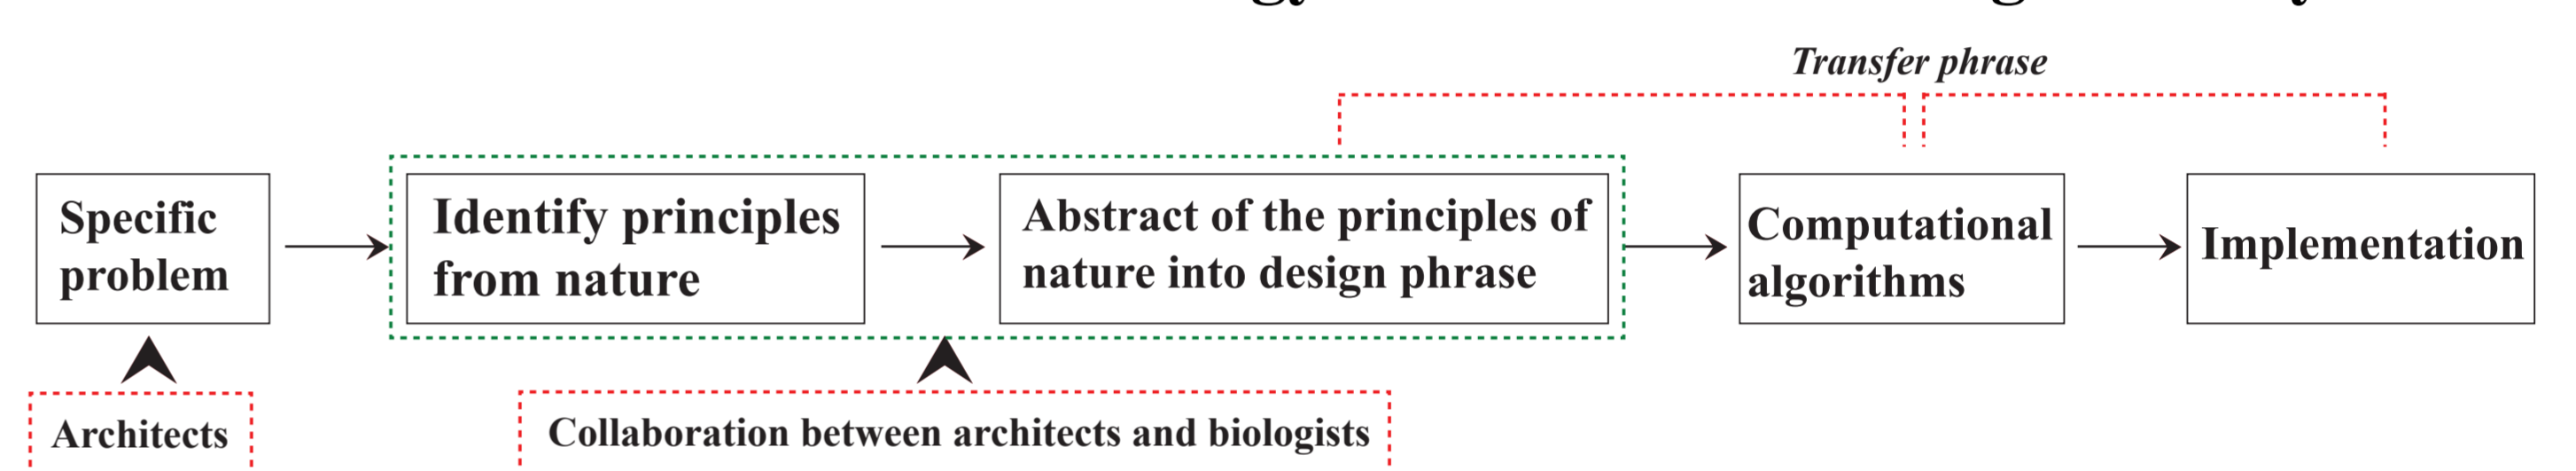 Transfer phrase
Specific
problem
Identify principles
from nature
Abstract of the principles of
nature into design phrase
Computational
algorithms
Implementation
Architects
Collaboration between architects and biologists